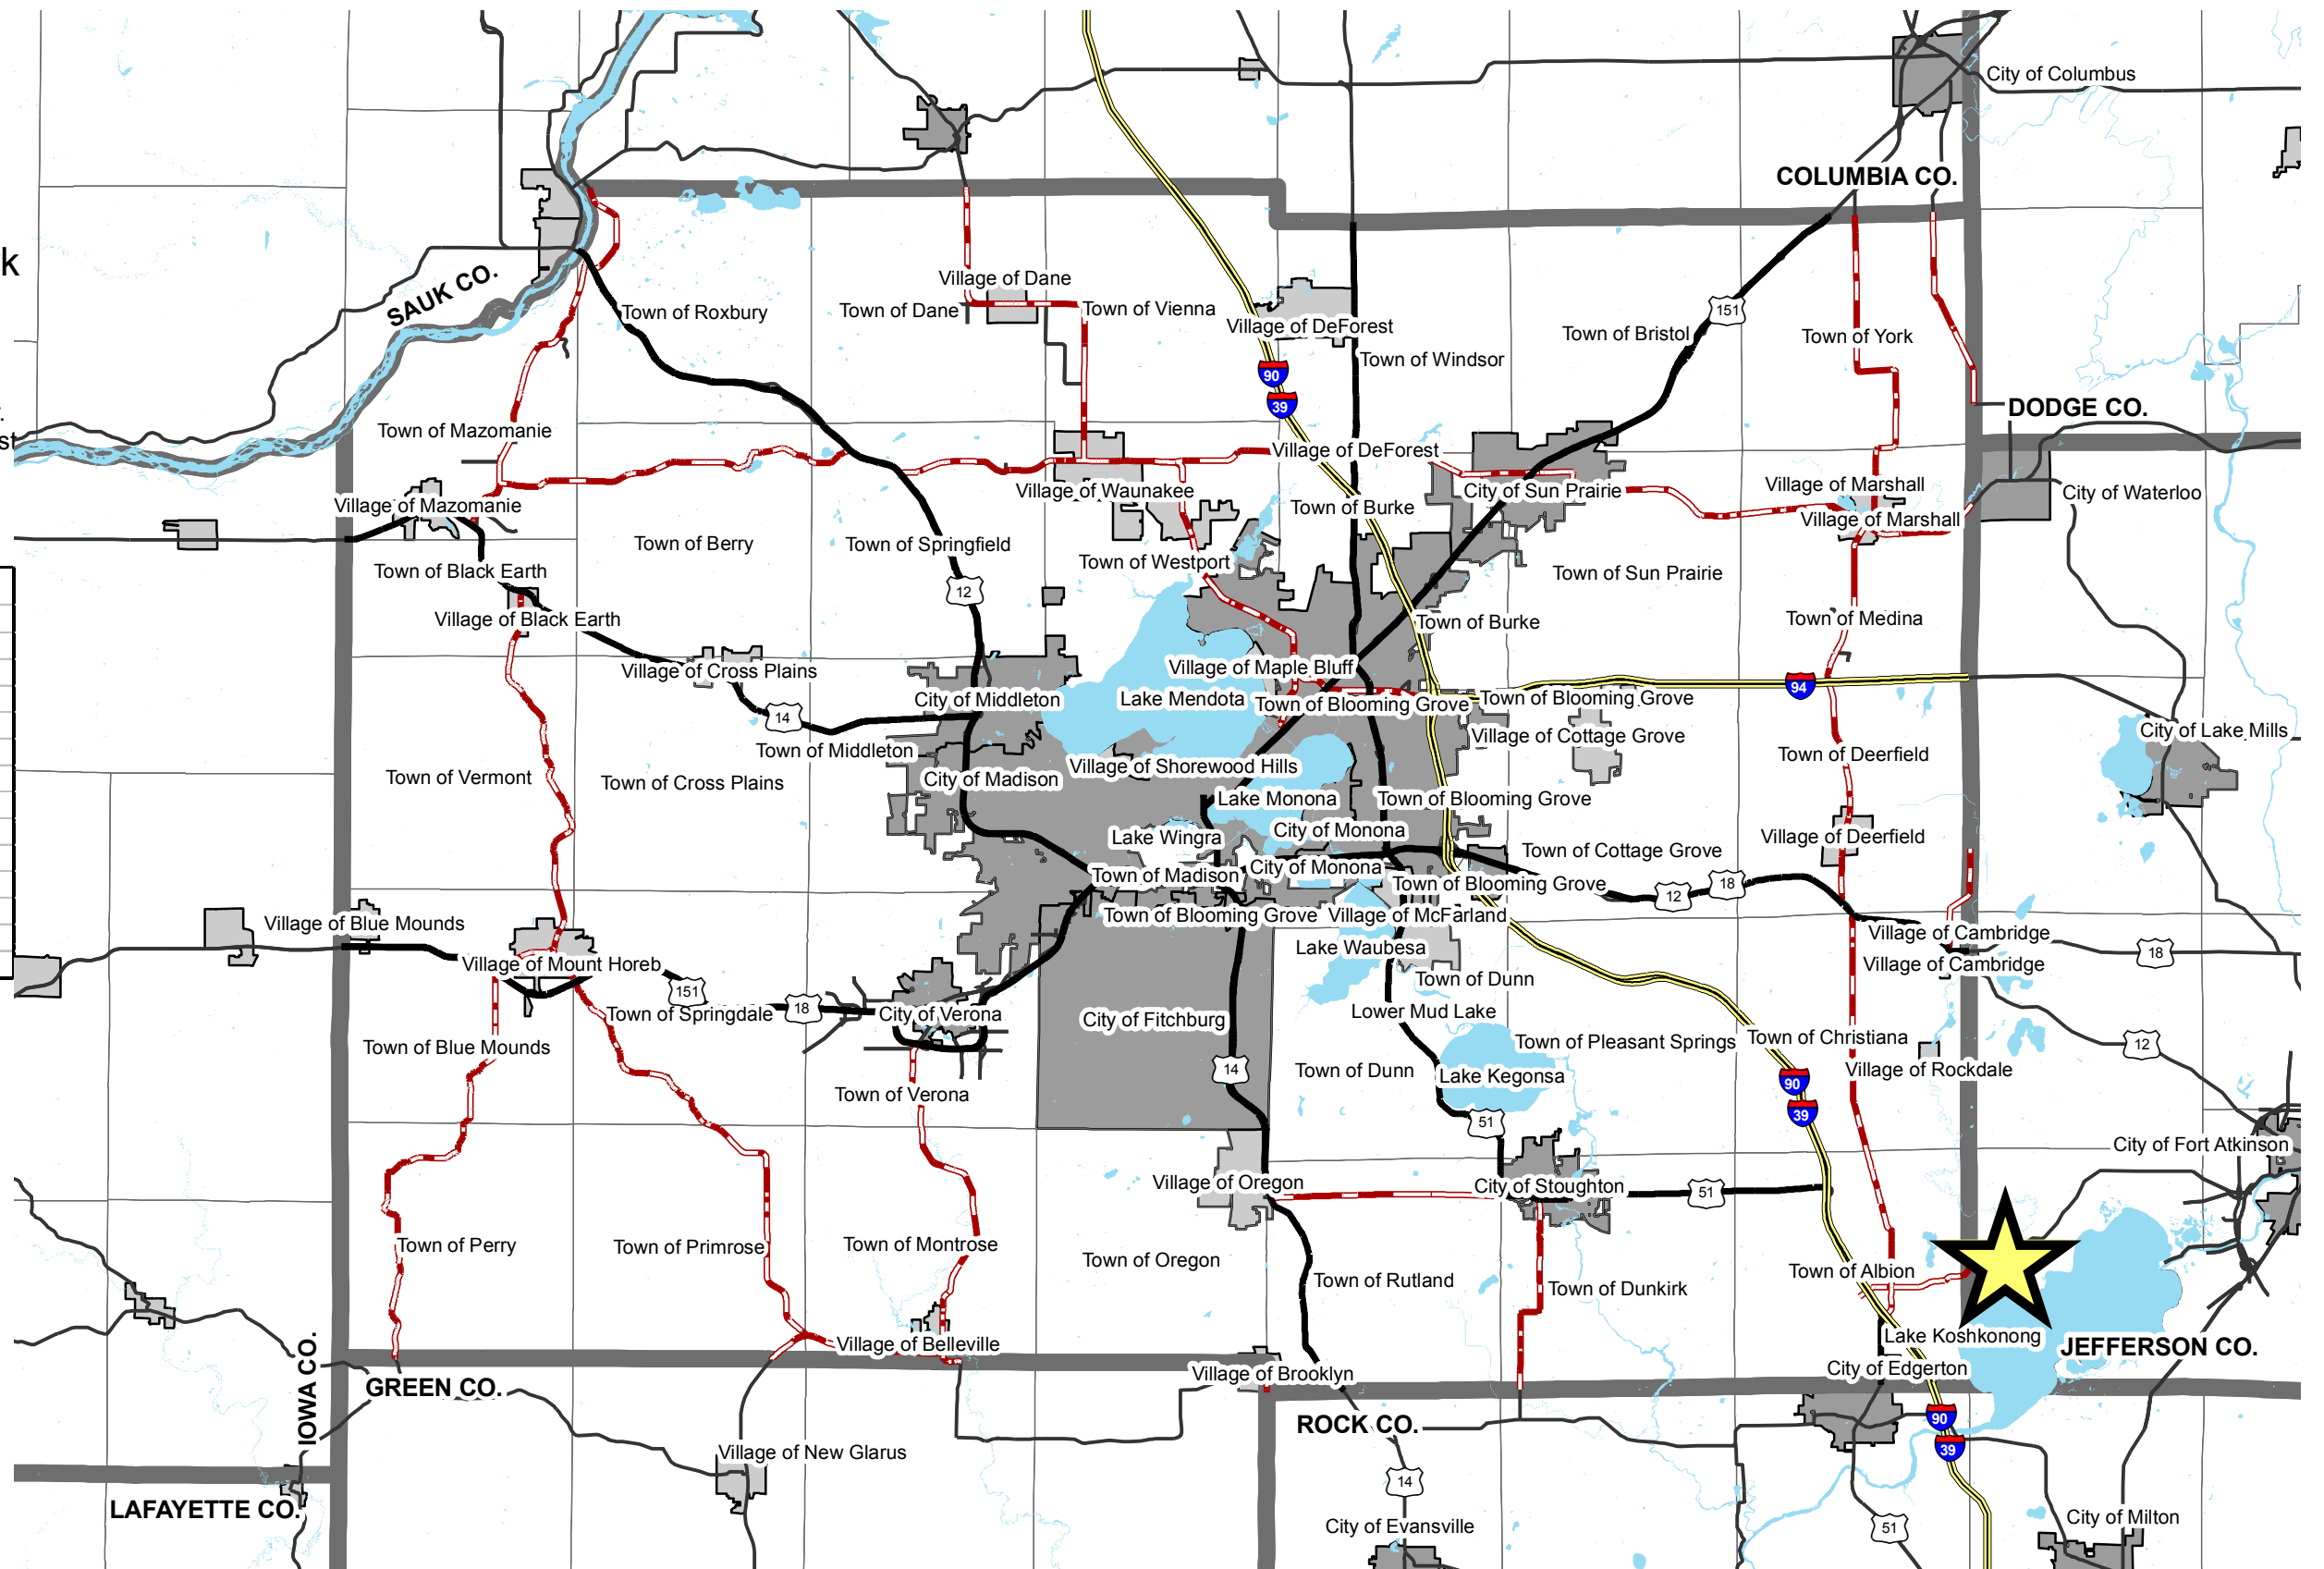 City of Columbus
COLUMBIA CO.
k
SAUK CO.
Village of Dane
Town of Roxbury
Town of Dane
Town of Vienna
151
Village of DeForest
Town of Bristol
Town of York
Town of Windsor
90
39
DODGE CO.
st
Town of Mazomanie
Village of DeForest
Village of Waunakee
City of Sun Prairie
Village of Marshall
City of Waterloo
Village of Mazomanie
Town of Burke
Village of Marshall
Town of Berry
Town of Springfield
Town of Westport
Town of Black Earth
Town of Sun Prairie
12
Village of Black Earth
Town of Burke
Town of Medina
Village of Cross Plains
Village of Maple Bluff
94
City of Middleton
Lake Mendota
Town of Blooming Grove
Town of Blooming Grove
14
Village of Cottage Grove
City of Lake Mills
Town of Middleton
Town of Deerfield
Town of Vermont
Town of Cross Plains
City of Madison
Village of Shorewood Hills
Lake Monona
Town of Blooming Grove
Lake Wingra
City of Monona
Village of Deerfield
Town of Cottage Grove
Town of Madison
City of Monona
Town of Blooming Grove
12
18
Village of Blue Mounds
Town of Blooming Grove
Village of McFarland
Village of Cambridge
Lake Waubesa
18
Village of Mount Horeb
Village of Cambridge
Town of Dunn
151
18
Town of Springdale
City of Verona
City of Fitchburg
Lower Mud Lake
Town of Blue Mounds
Town of Pleasant Springs
Town of Christiana
12
14
Town of Dunn
Lake Kegonsa
Village of Rockdale
90
39
Town of Verona
51
City of Fort Atkinson
Village of Oregon
City of Stoughton
51
Town of Perry
Town of Primrose
Town of Montrose
Town of Oregon
Town of Rutland
Town of Dunkirk
Town of Albion
Village of Belleville
Lake Koshkonong
JEFFERSON CO.
IOWA CO.
GREEN CO.
Village of Brooklyn
City of Edgerton
ROCK CO.
90
39
Village of New Glarus
14
LAFAYETTE CO.
City of Evansville
51
City of Milton